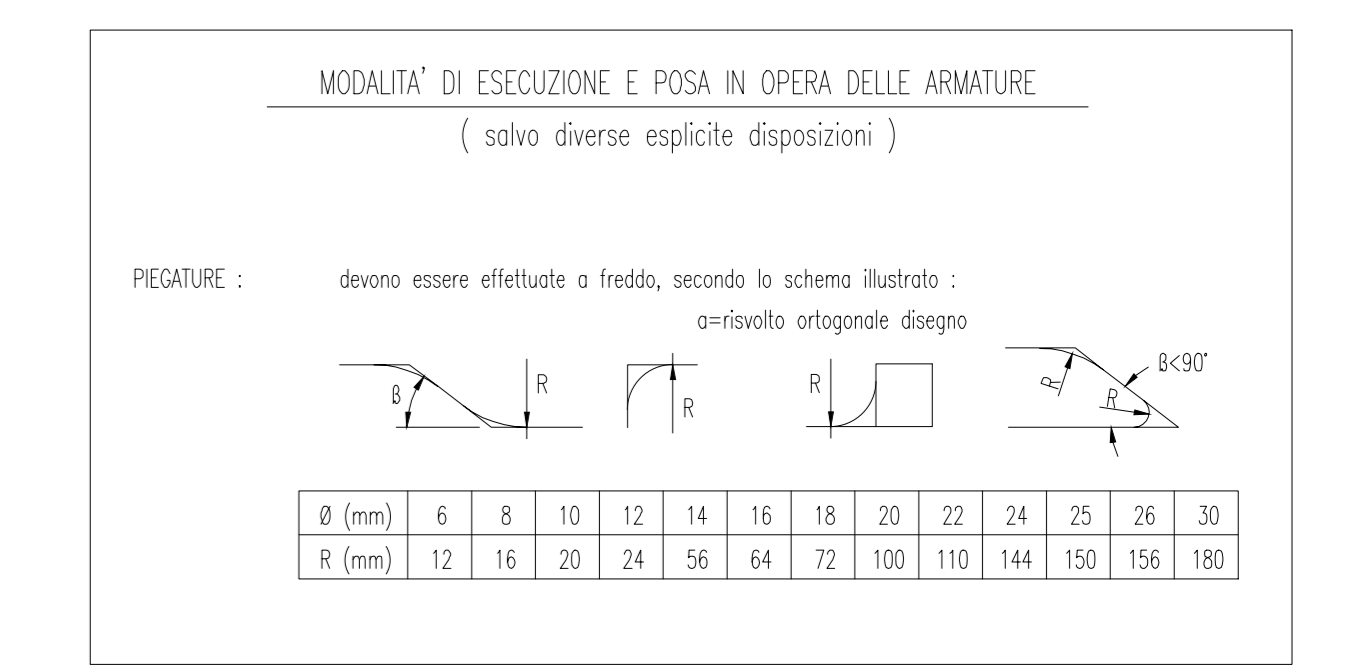 MODALITA' DI ESECUZIONE E POSA IN OPERA DELLE ARMATURE
( salvo diverse esplicite disposizioni )
PIEGATURE : devono essere effettuate a freddo, secondo lo schema illustrato :
a=risvolto ortogonale disegno
ß R R R R R ß<90°
Ø (mm) 6 8 10 12 14 16 18 20 22 24 25 26 30
R (mm) 12 16 20 24 56 64 72 100 110 144 150 156 180